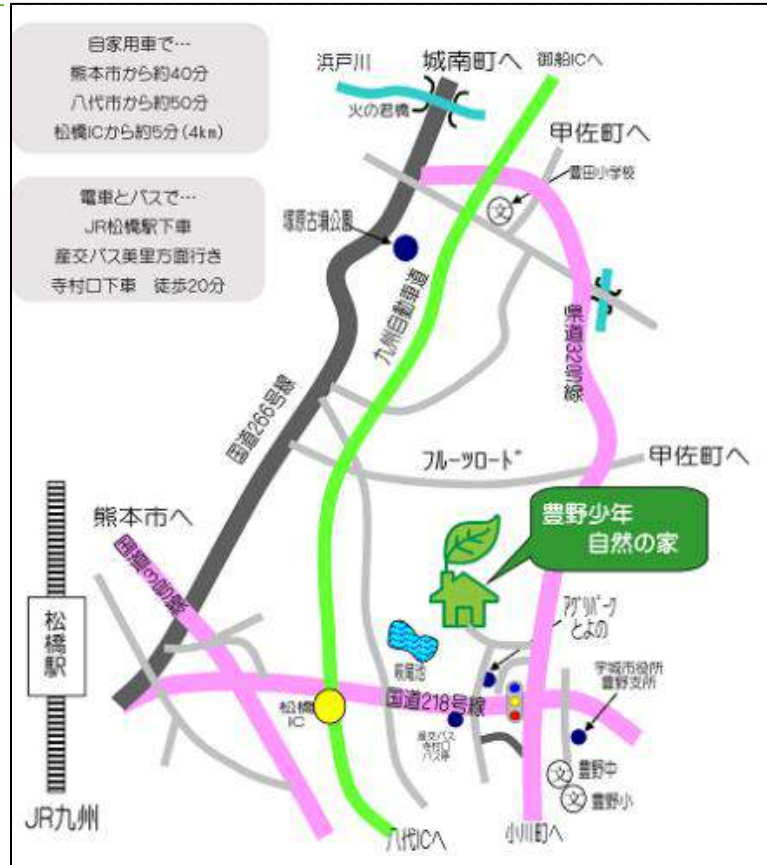 自家用車で…
熊本市から約40分
八代市から約50分
松橋ICから約5分(4km)
電車とバスで…
JR松橋駅下車
産交バス美里方面行き
寺村口下車 徒歩20分
浜戸川
城南町へ
御船ICへ
火の君橋
甲佐町へ
豊田小学校
文
塚原古墳公園
九州自動車道
県道32号線
国道266号線
フルーツロード
甲佐町へ
熊本市へ
国道3号線
豊野少年
自然の家
アグリパーク
とよの
松橋駅
萩尾池
宇城市役所
豊野支所
松橋
IC
国道218号線
産交バス
寺村口
バス停
文
豊野中
文
豊野小
JR九州
八代ICへ
小川町へ